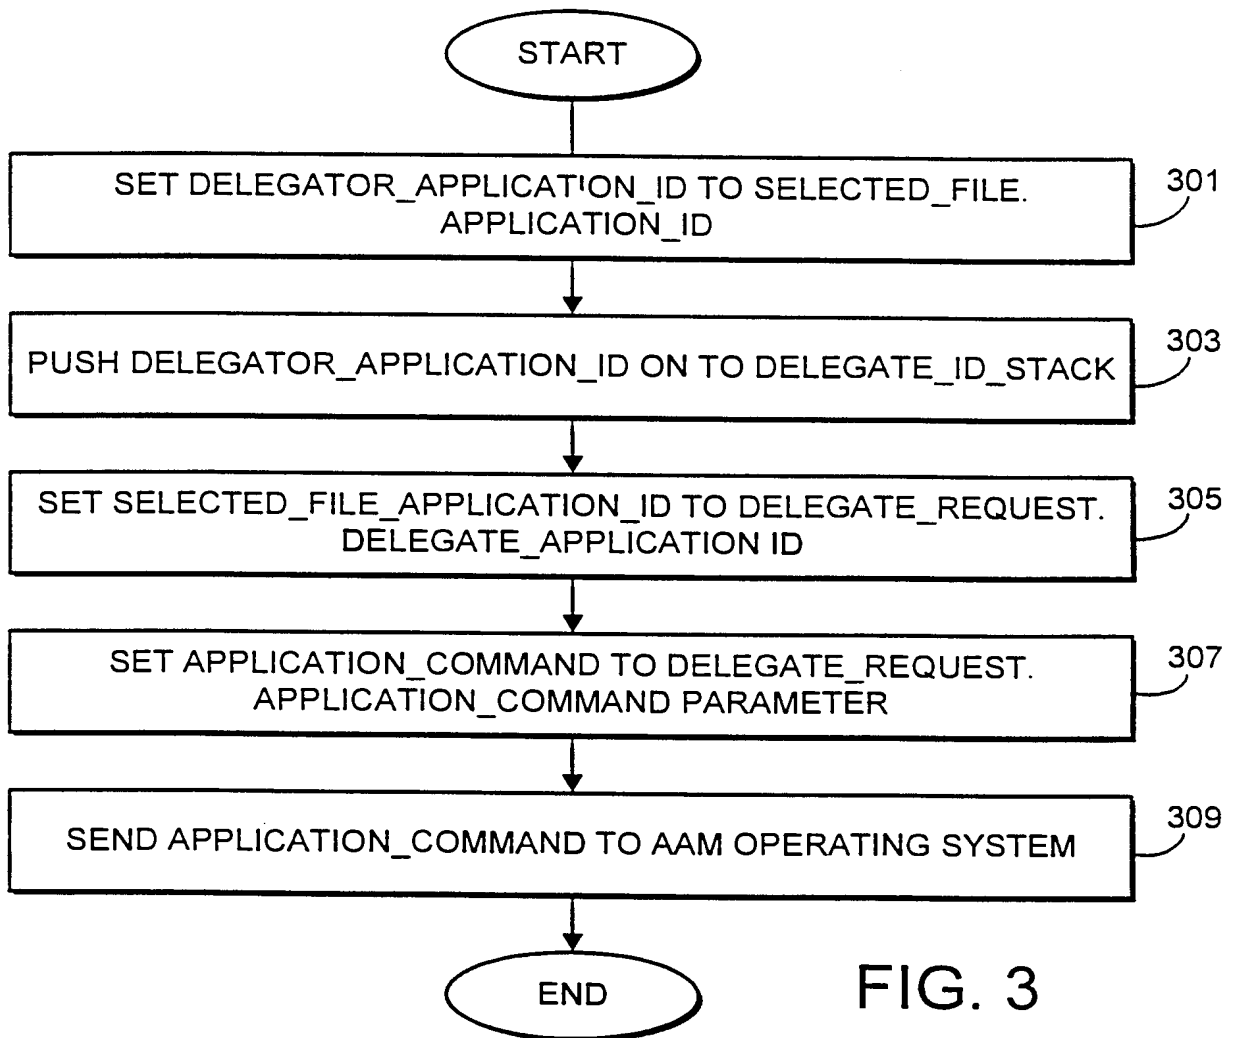 START
SET DELEGATOR_APPLICATION_ID TO SELECTED_FILE.
APPLICATION_ID
301
PUSH DELEGATOR_APPLICATION_ID ON TO DELEGATE_ID_STACK
303
SET SELECTED_FILE_APPLICATION_ID TO DELEGATE_REQUEST.
DELEGATE_APPLICATION ID
305
SET APPLICATION_COMMAND TO DELEGATE_REQUEST.
APPLICATION_COMMAND PARAMETER
307
SEND APPLICATION_COMMAND TO AAM OPERATING SYSTEM
309
END
FIG. 3